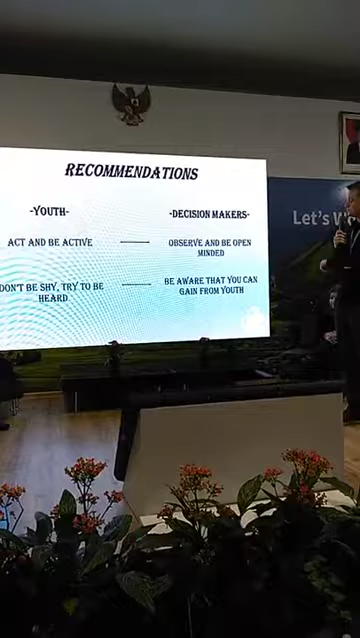 RECOMMENDATIONS
-YOUTH-
-DECISION MAKERS-
ACT AND BE ACTIVE
OBSERVE AND BE OPEN
MINDED
DON'T BE SHY, TRY TO BE
HEARD
BE AWARE THAT YOU CAN
GAIN FROM YOUTH
Let's